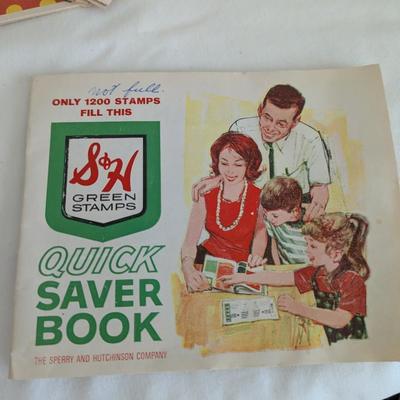 not full.
ONLY 1200 STAMPS
FILL THIS
S&H
GREEN
STAMPS
QUICK
SAVER
BOOK
THE SPERRY AND HUTCHINSON COMPANY